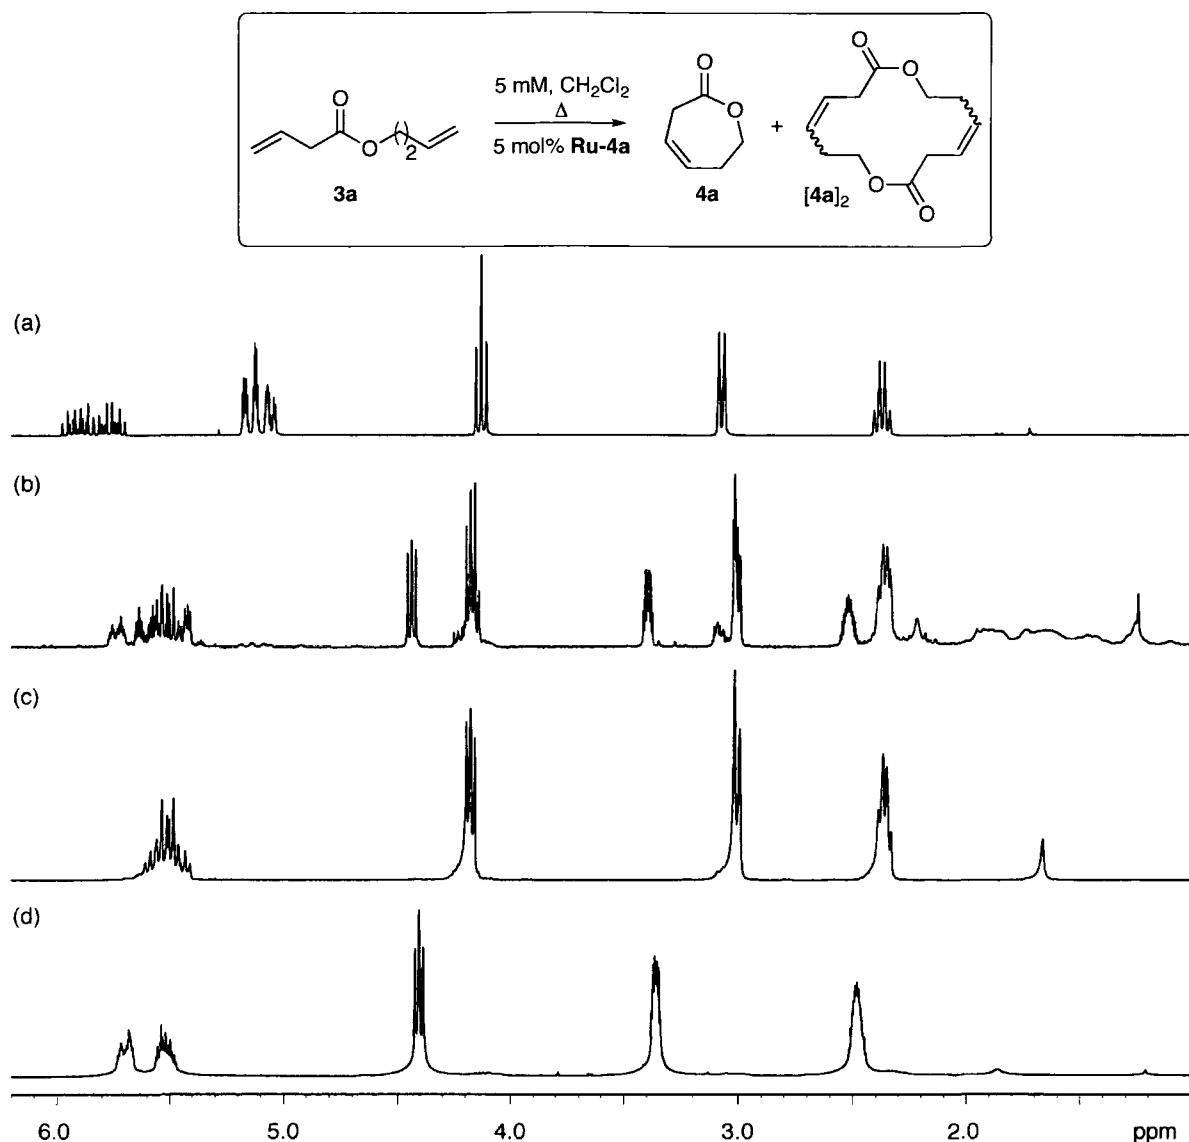 5 mM, CH₂Cl₂
Δ
5 mol% Ru-4a
O
O
( )₂
3a
O
O
4a
+
O
O
O
O
[4a]₂
(a)
(b)
(c)
(d)
6.0 5.0 4.0 3.0 2.0 ppm